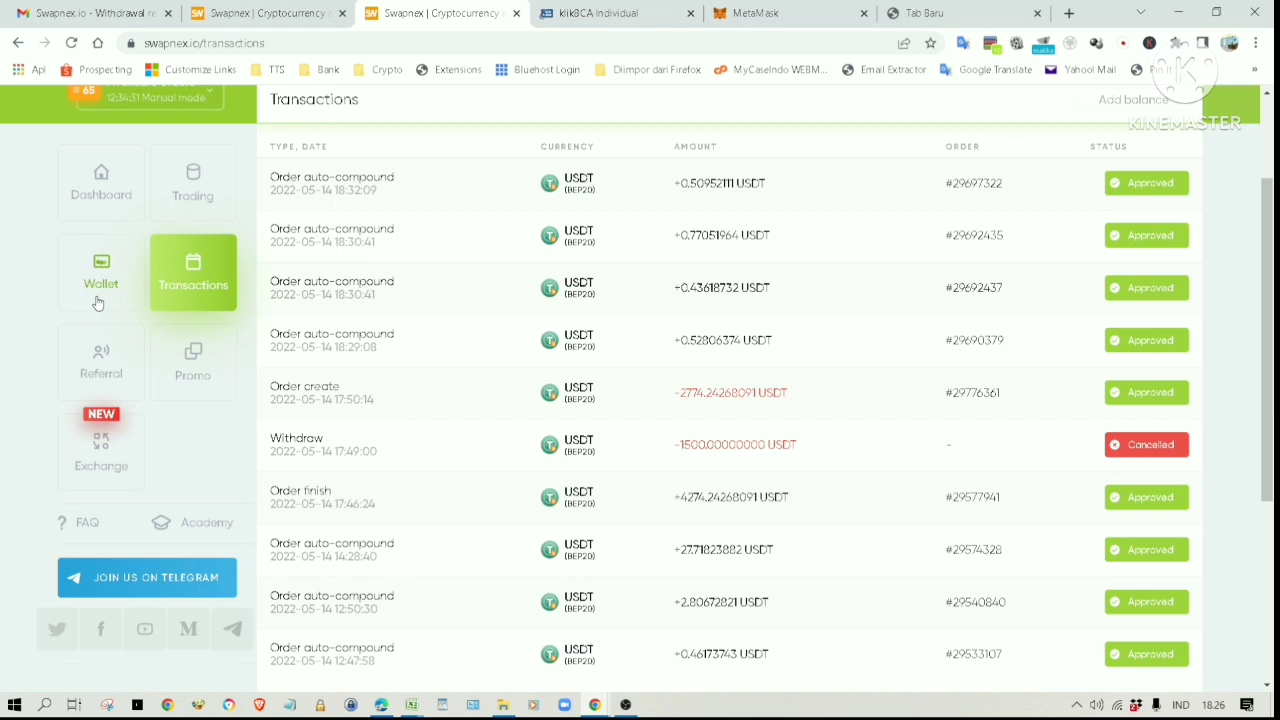 io - Withdrawal re
Swapnex | Cryptocurrency e
Swapnex | Cryptocurrency e
klikBCA Individual
MetaMask
Tab Baru
swapnex.io/transactions
Apl
Prospecting
Customize Links
TTS
Bank
Crypto
Extensions
Bluehost Login
Diimpor dari Firefox
MyCaseIndo WEBM...
Email Extractor
Google Translate
Yahoo! Mail
Pin It
65
12:34:31 Manual mode
Transactions
Add balance
KINEMASTER
TYPE, DATE
CURRENCY
AMOUNT
ORDER
STATUS
Order auto-compound
2022-05-14 18:32:09
USDT
(BEP20)
+0.50952111 USDT
#29697322
Approved
Order auto-compound
2022-05-14 18:30:41
USDT
(BEP20)
+0.77051964 USDT
#29692435
Approved
Order auto-compound
2022-05-14 18:30:41
USDT
(BEP20)
+0.43618732 USDT
#29692437
Approved
Order auto-compound
2022-05-14 18:29:08
USDT
(BEP20)
+0.52806374 USDT
#29690379
Approved
Order create
2022-05-14 17:50:14
USDT
(BEP20)
-2774.24268091 USDT
#29776361
Approved
Withdraw
2022-05-14 17:49:00
USDT
(BEP20)
-1500.00000000 USDT
-
Cancelled
Order finish
2022-05-14 17:46:24
USDT
(BEP20)
+4274.24268091 USDT
#29577941
Approved
Order auto-compound
2022-05-14 14:28:40
USDT
(BEP20)
+27.71823882 USDT
#29574328
Approved
Order auto-compound
2022-05-14 12:50:30
USDT
(BEP20)
+2.80672821 USDT
#29540840
Approved
Order auto-compound
2022-05-14 12:47:58
USDT
(BEP20)
+0.46173743 USDT
#29533107
Approved
Dashboard
Trading
Wallet
Transactions
Referral
Promo
NEW
Exchange
? FAQ
Academy
JOIN US ON TELEGRAM
IND
18.26